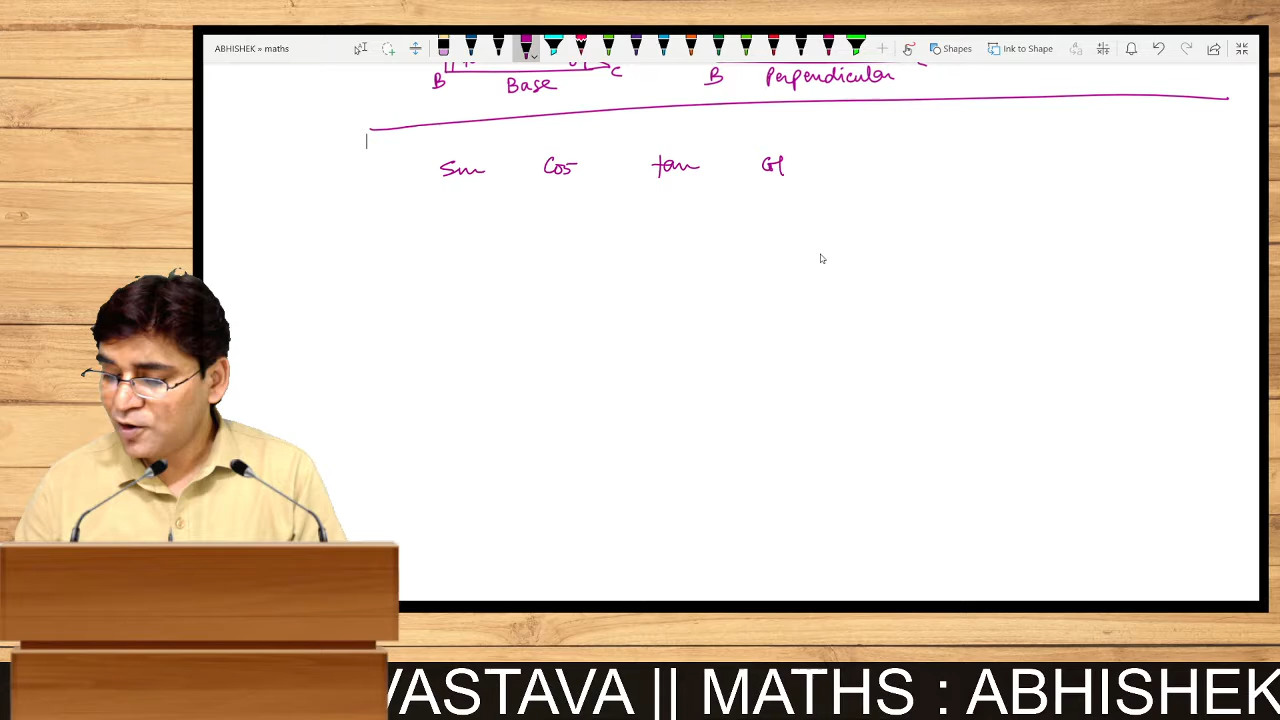 ABHISHEK » maths
Shapes
Ink to Shape
B Base C
B Perpendicular
Sin Cos tan Cot
VASTAVA || MATHS : ABHISHEK